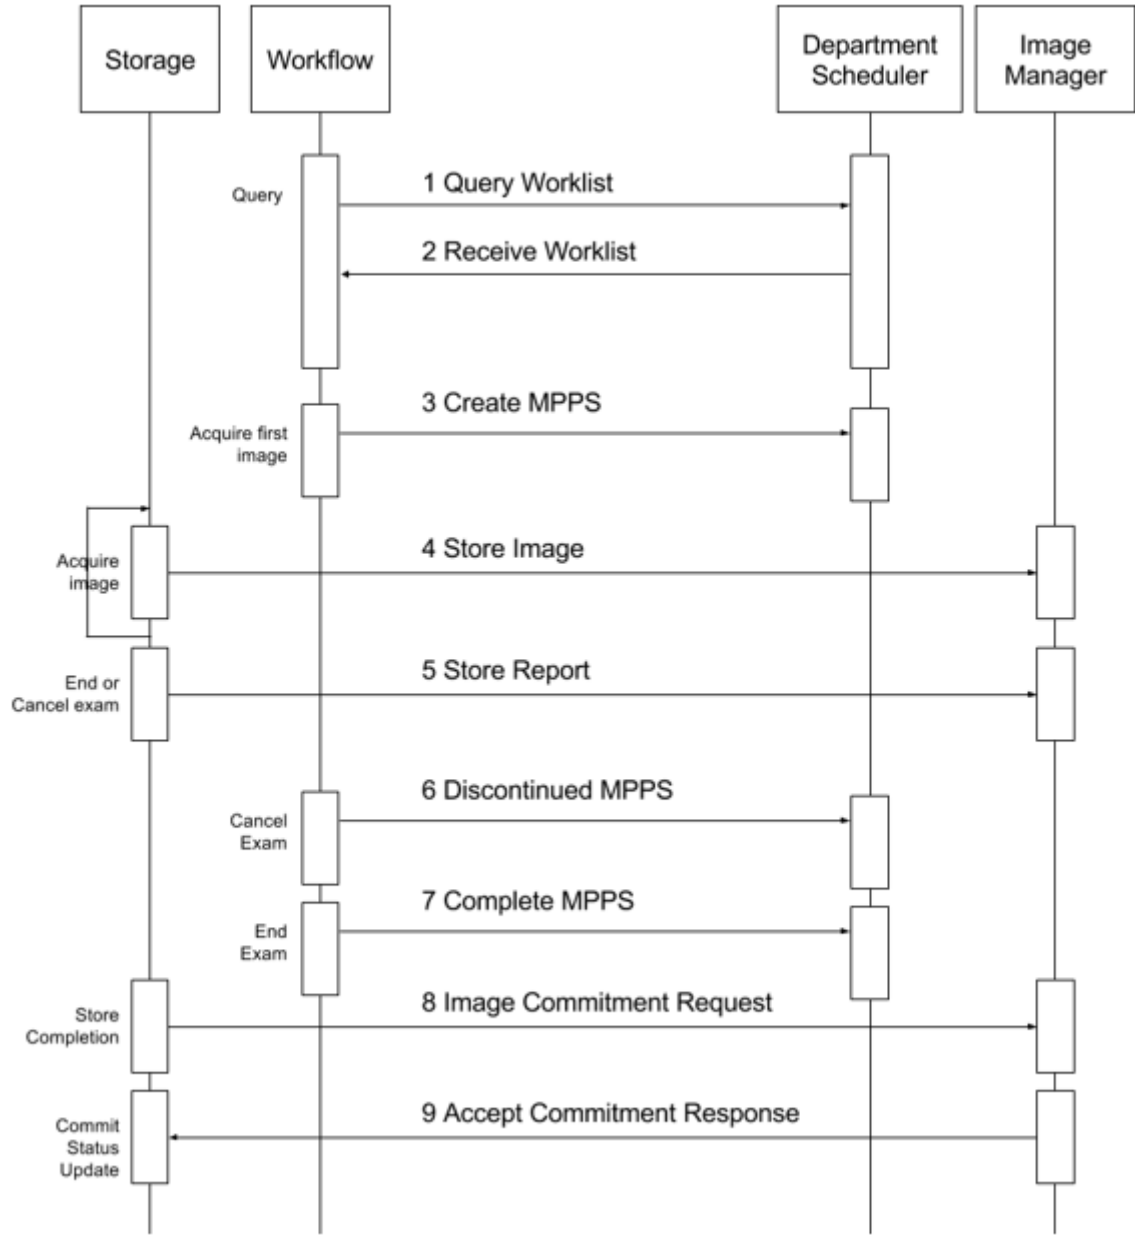 Storage
Workflow
Department
Scheduler
Image
Manager
Query
1 Query Worklist
2 Receive Worklist
3 Create MPPS
Acquire first
image
4 Store Image
Acquire
image
5 Store Report
End or
Cancel exam
6 Discontinued MPPS
Cancel
Exam
7 Complete MPPS
End
Exam
8 Image Commitment Request
Store
Completion
9 Accept Commitment Response
Commit
Status
Update